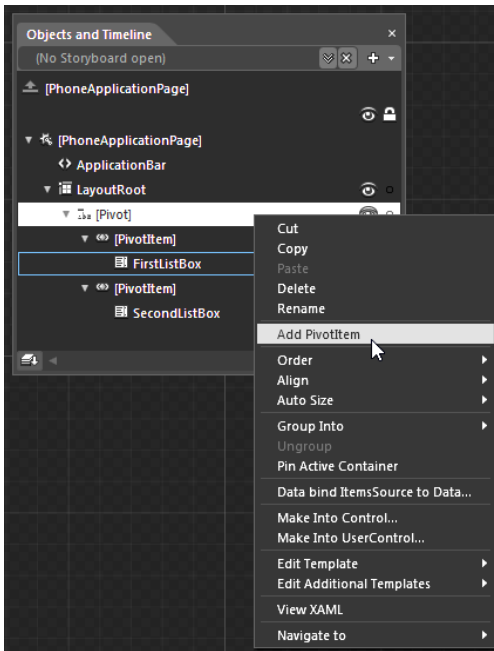 Objects and Timeline
(No Storyboard open)
[PhoneApplicationPage]
[PhoneApplicationPage]
ApplicationBar
LayoutRoot
[Pivot]
[PivotItem]
FirstListBox
[PivotItem]
SecondListBox
Cut
Copy
Paste
Delete
Rename
Add PivotItem
Order
Align
Auto Size
Group Into
Ungroup
Pin Active Container
Data bind ItemsSource to Data...
Make Into Control...
Make Into UserControl...
Edit Template
Edit Additional Templates
View XAML
Navigate to